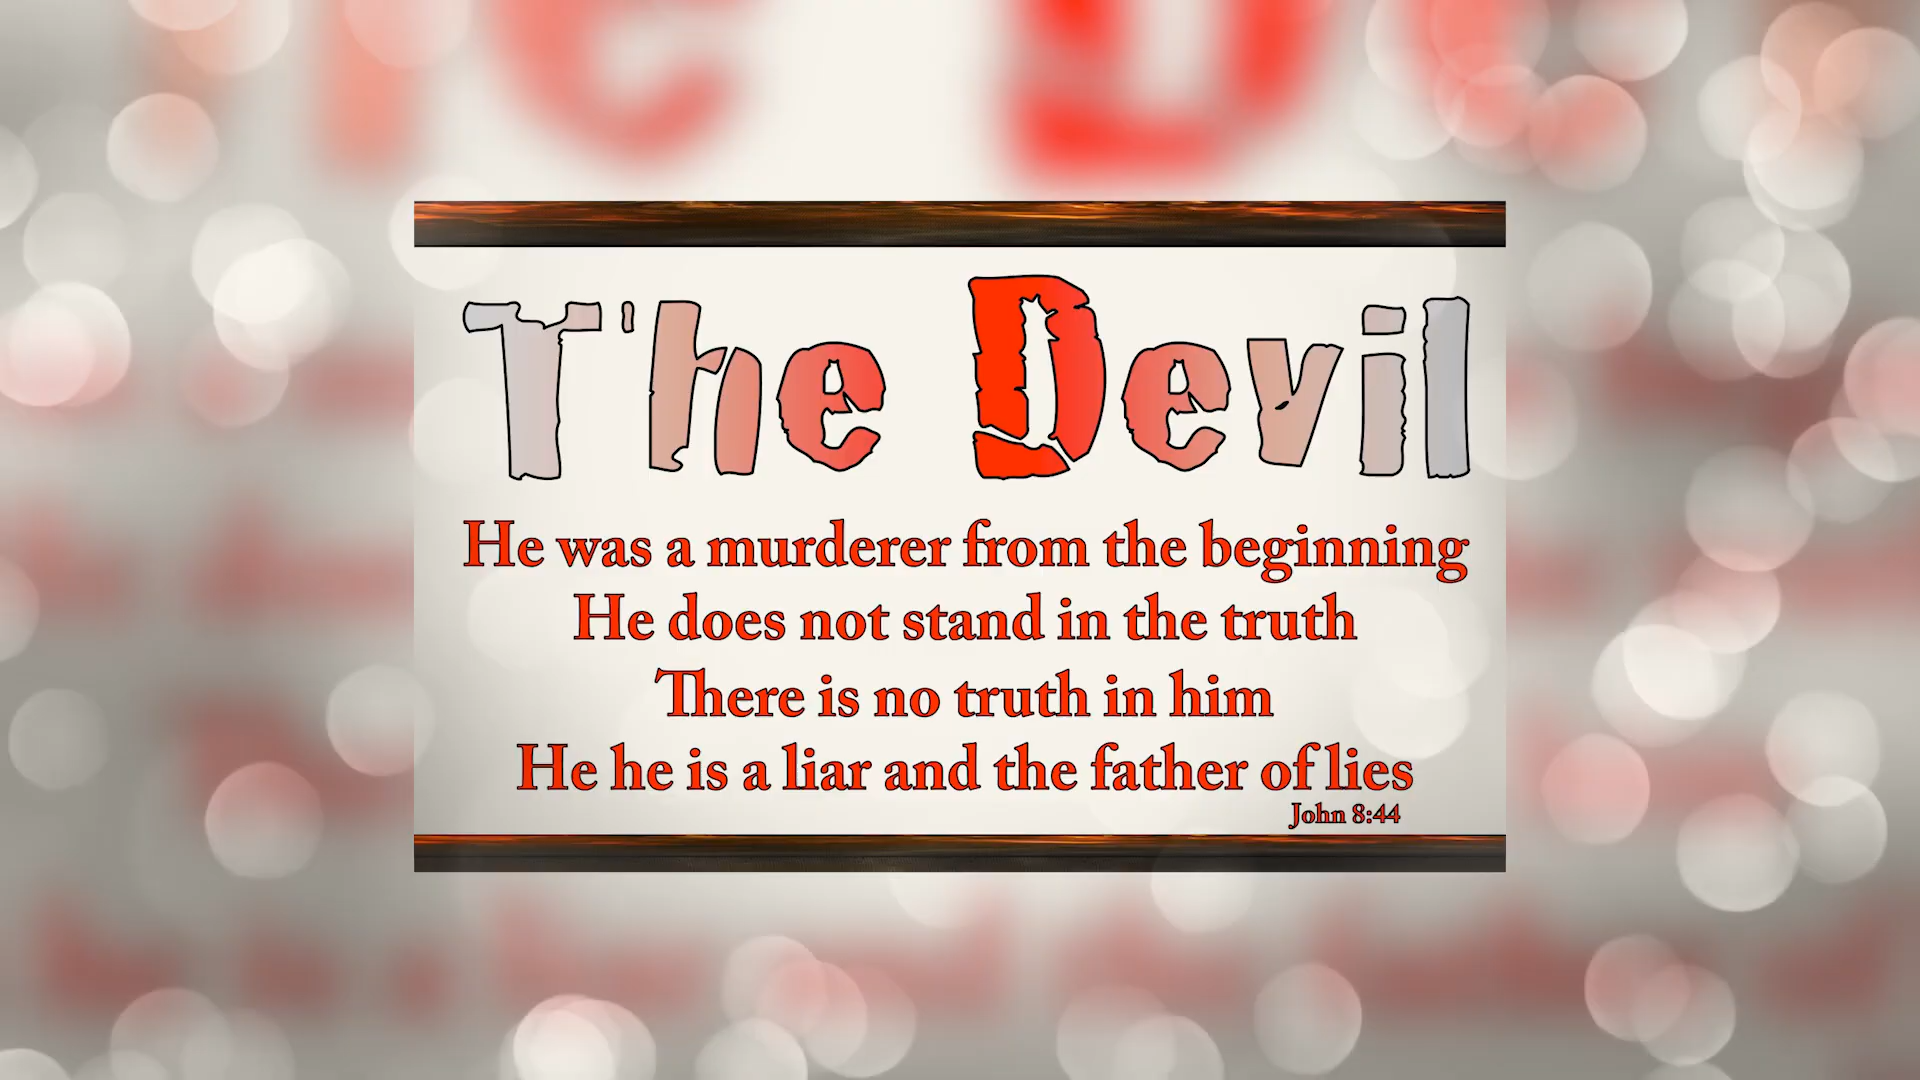 The Devil
He was a murderer from the beginning
He does not stand in the truth
There is no truth in him
He he is a liar and the father of lies
John 8:44